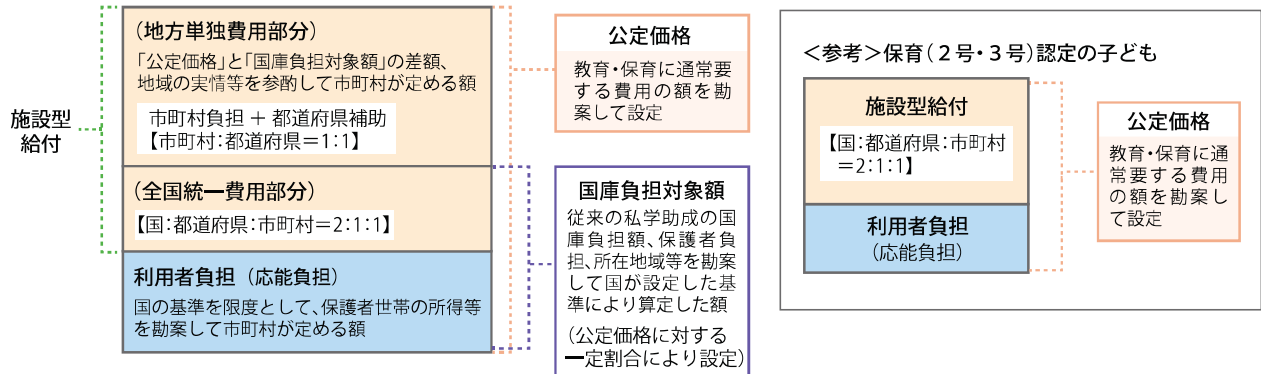 施設型
給付
(地方単独費用部分)
「公定価格」と「国庫負担対象額」の差額、
地域の実情等を参酌して市町村が定める額
市町村負担 + 都道府県補助
【市町村:都道府県=1:1】
(全国統一費用部分)
【国:都道府県:市町村=2:1:1】
利用者負担 (応能負担)
国の基準を限度として、保護者世帯の所得等
を勘案して市町村が定める額
公定価格
教育・保育に通常要
する費用の額を勘
案して設定
国庫負担対象額
従来の私学助成の国
庫負担額、保護者負
担、所在地域等を勘案
して国が設定した基
準により算定した額
(公定価格に対する
一定割合により設定)
<参考>保育(2号・3号)認定の子ども
施設型給付
【国:都道府県:市町村
=2:1:1】
利用者負担
(応能負担)
公定価格
教育・保育に通
常要する費用
の額を勘案し
て設定